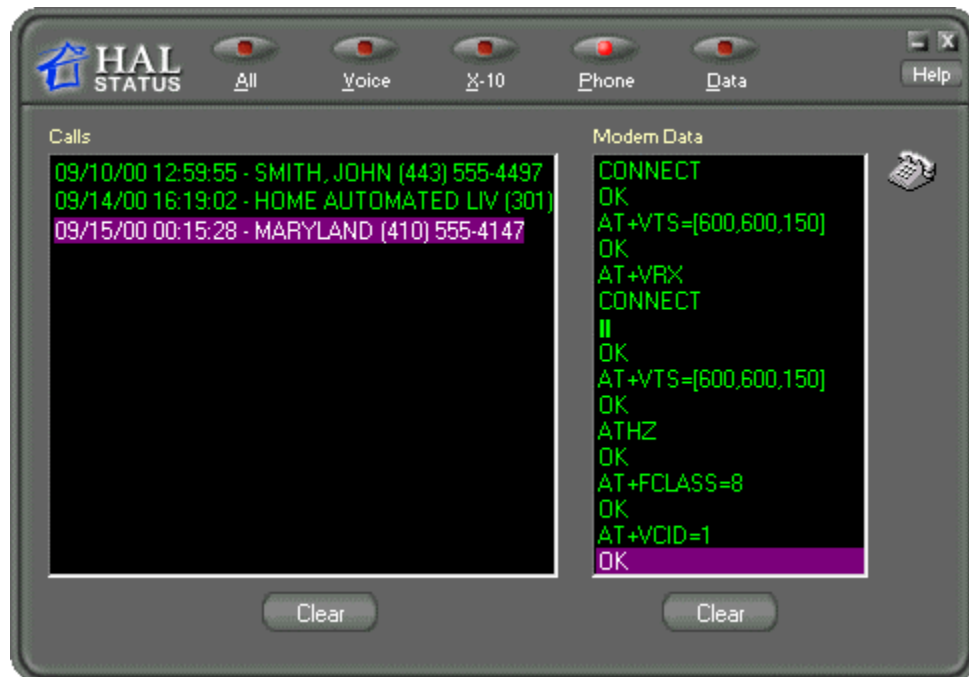 HAL
STATUS
All
Voice
X-10
Phone
Data
Help
Calls
09/10/00 12:59:55 - SMITH, JOHN (443) 555-4497
09/14/00 16:19:02 - HOME AUTOMATED LIV (301)
09/15/00 00:15:28 - MARYLAND (410) 555-4147
Clear
Modem Data
CONNECT
OK
AT+VTS=[600,600,150]
OK
AT+VRX
CONNECT
OK
AT+VTS=[600,600,150]
OK
ATHZ
OK
AT+FCLASS=8
OK
AT+VCID=1
OK
Clear